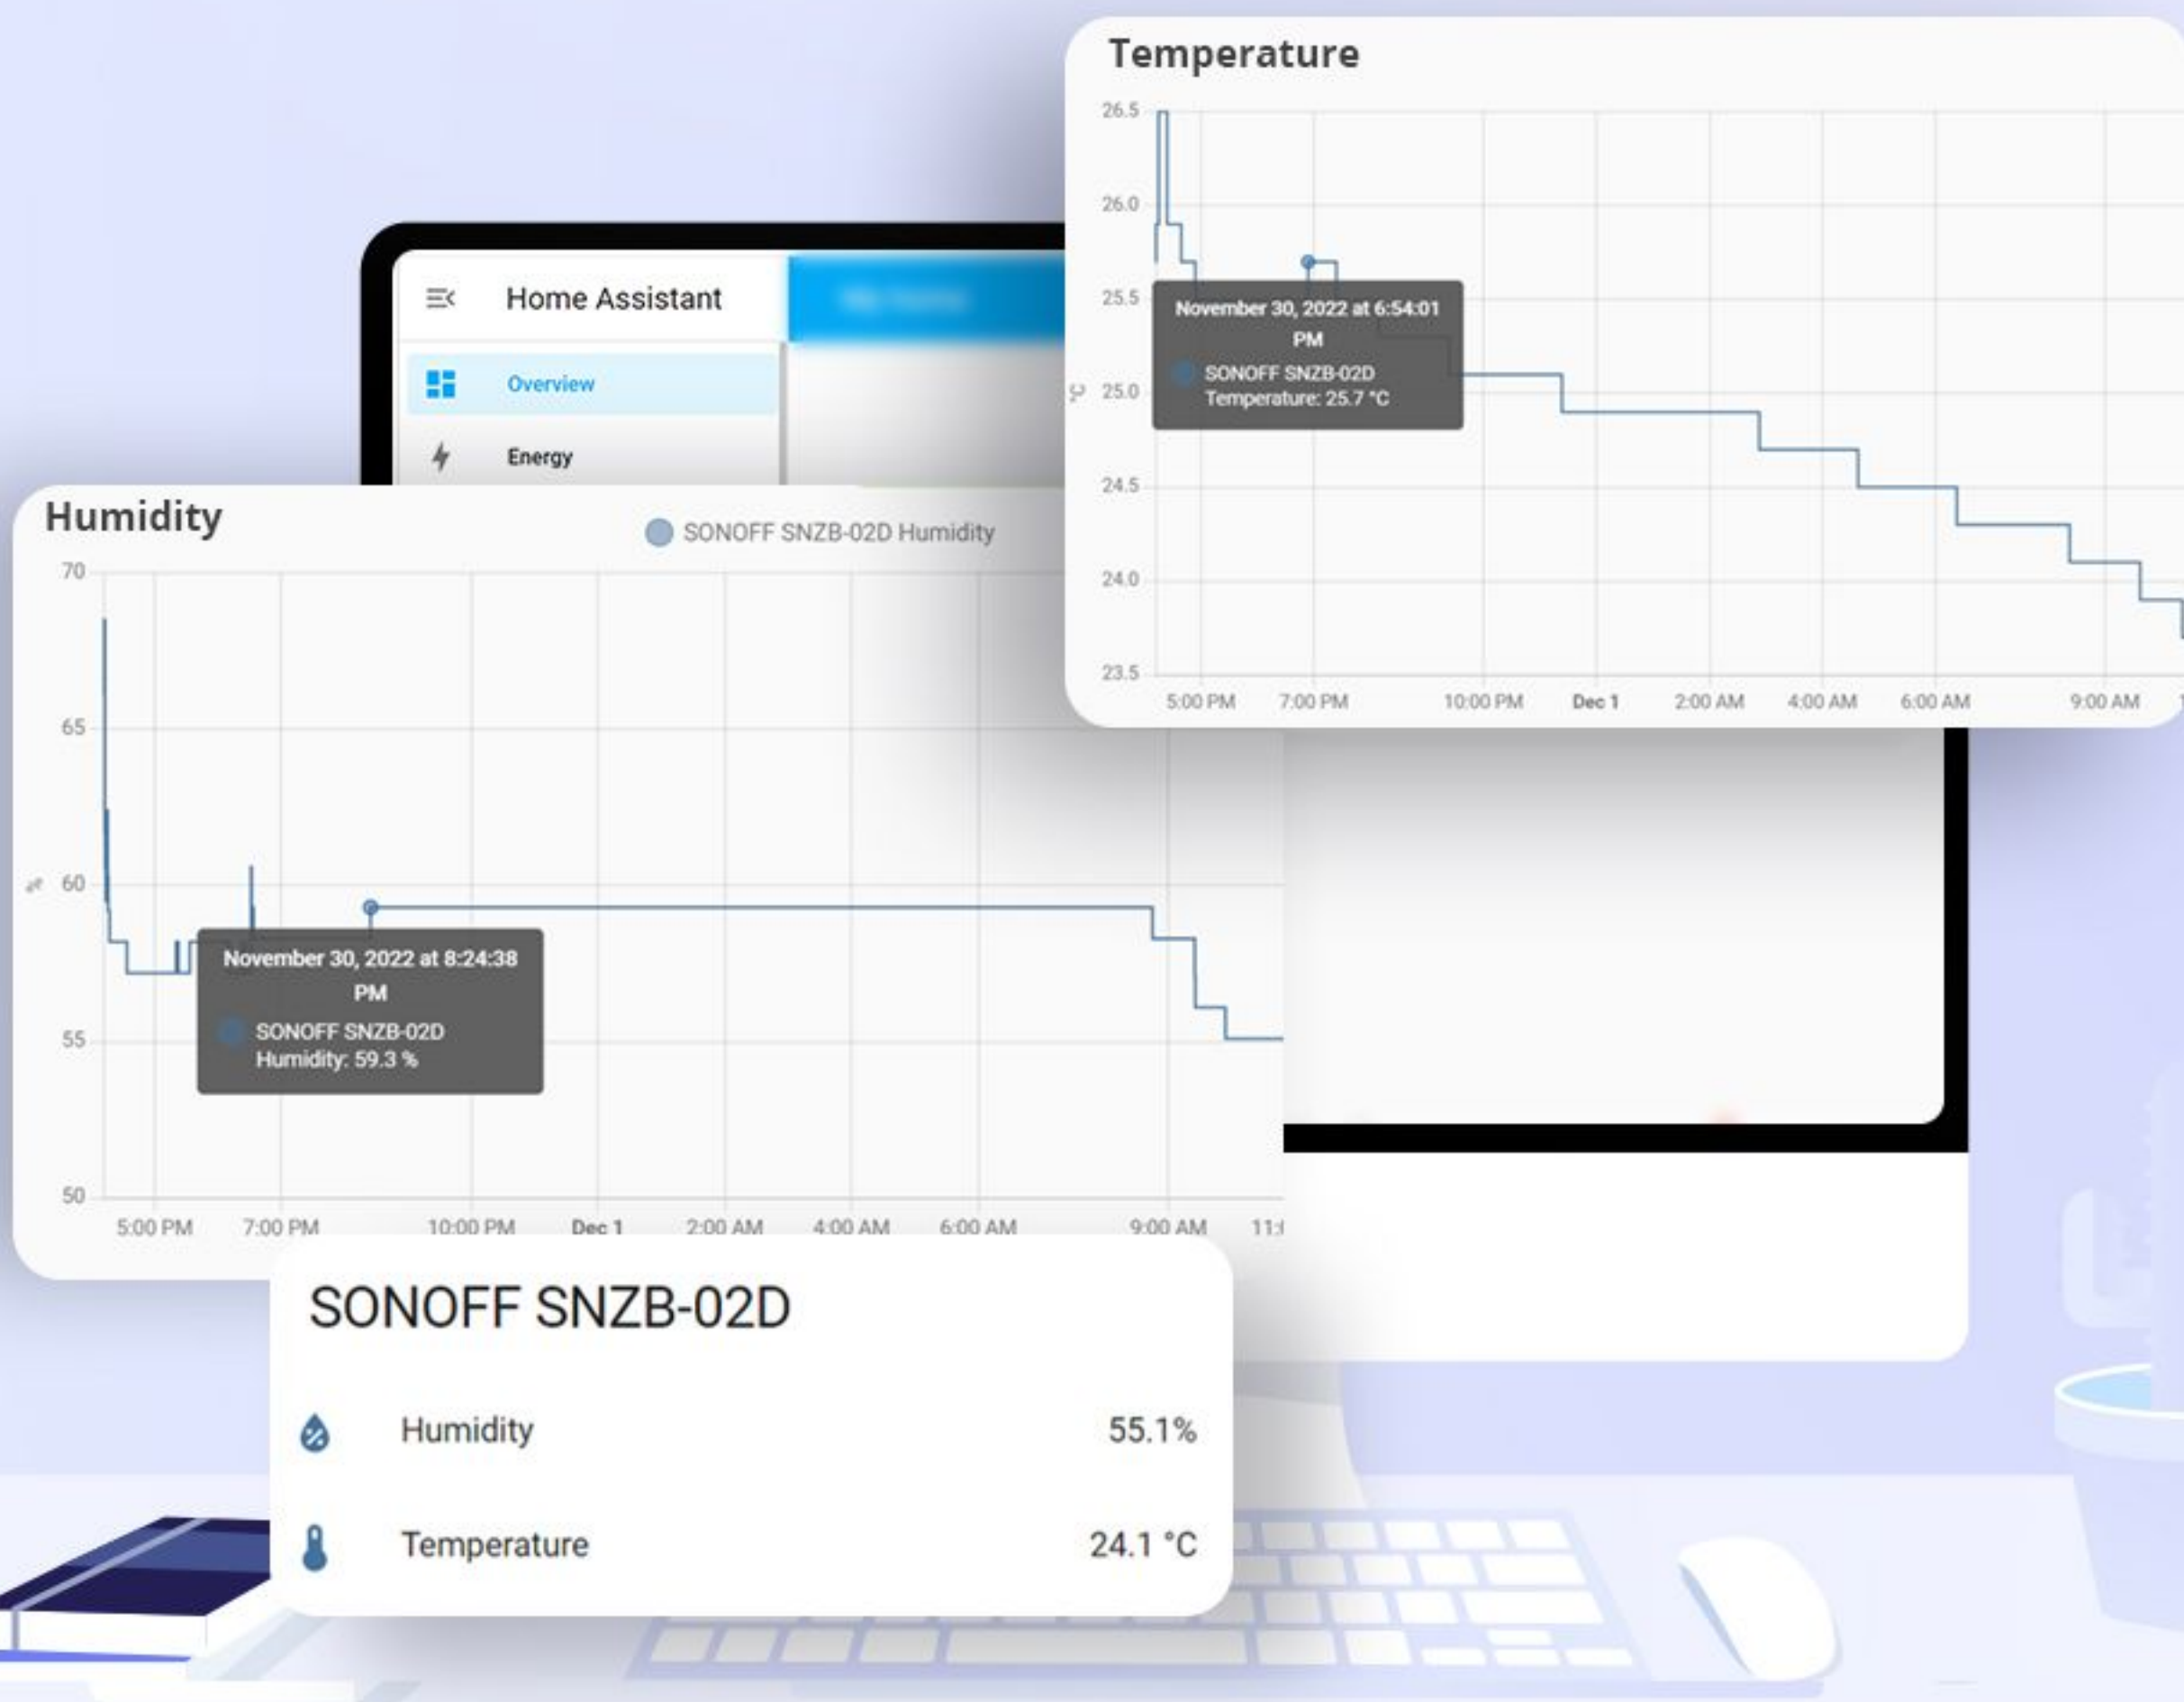 Temperature
26.5
26.0
25.5
25.0
24.5
24.0
23.5
°C
November 30, 2022 at 6:54:01
PM
SONOFF SNZB-02D
Temperature: 25.7 °C
5:00 PM 7:00 PM 10:00 PM Dec 1 2:00 AM 4:00 AM 6:00 AM 9:00 AM
Home Assistant
Overview
Energy
Humidity
SONOFF SNZB-02D Humidity
70
65
60
55
50
%
November 30, 2022 at 8:24:38
PM
SONOFF SNZB-02D
Humidity: 59.3 %
5:00 PM 7:00 PM 10:00 PM Dec 1 2:00 AM 4:00 AM 6:00 AM 9:00 AM
SONOFF SNZB-02D
Humidity 55.1%
Temperature 24.1 °C